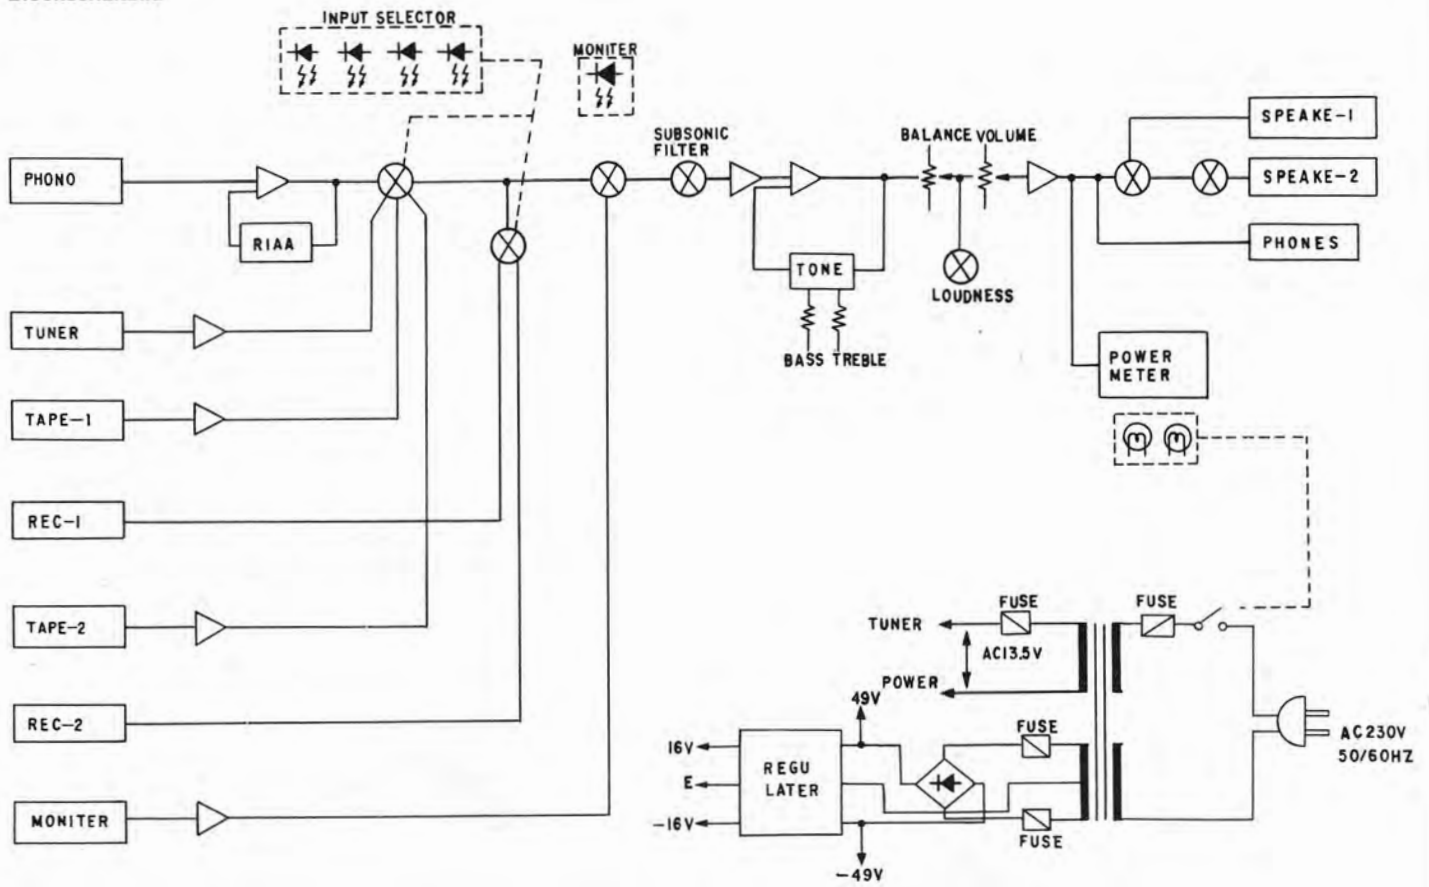 INPUT SELECTOR
MONITER
SUBSONIC
FILTER
BALANCE VOLUME
SPEAKE-1
PHONO
SPEAKE-2
RIAA
TONE
PHONES
LOUDNESS
TUNER
BASS TREBLE
POWER
METER
TAPE-1
REC-1
TAPE-2
FUSE
FUSE
TUNER
AC13.5V
POWER
REC-2
49V
FUSE
AC230V
50/60HZ
16V
REGU
LATER
E
-16V
MONITER
FUSE
-49V